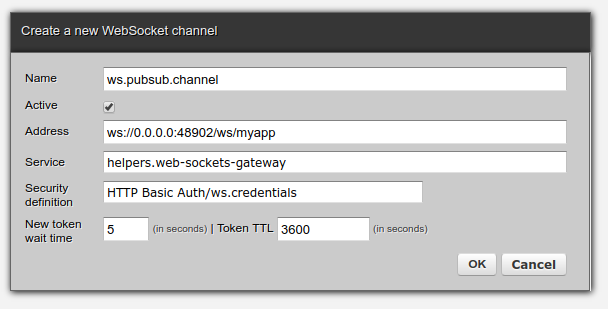 Create a new WebSocket channel
Name ws.pubsub.channel
Active
Address ws://0.0.0.0:48902/ws/myapp
Service helpers.web-sockets-gateway
Security definition HTTP Basic Auth/ws.credentials
New token wait time 5 (in seconds) | Token TTL 3600 (in seconds)
OK Cancel